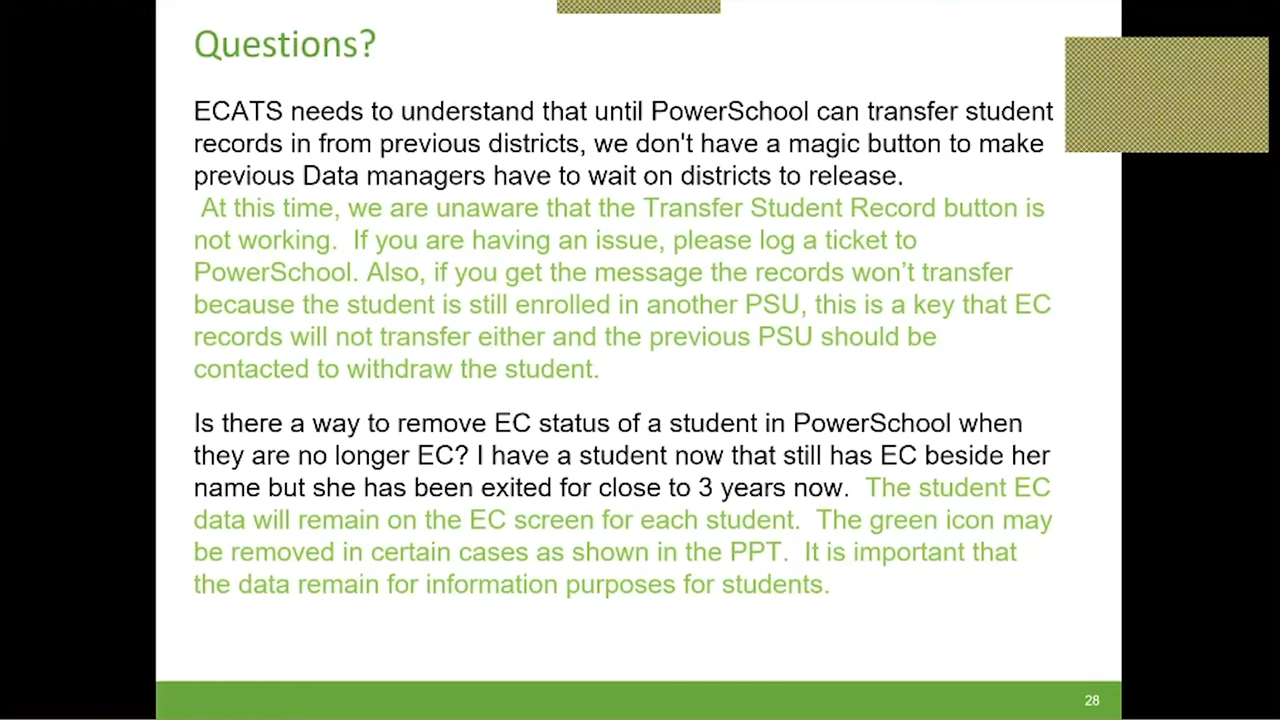 Questions?
ECATS needs to understand that until PowerSchool can transfer student
records in from previous districts, we don't have a magic button to make
previous Data managers have to wait on districts to release.
At this time, we are unaware that the Transfer Student Record button is
not working.  If you are having an issue, please log a ticket to
PowerSchool. Also, if you get the message the records won’t transfer
because the student is still enrolled in another PSU, this is a key that EC
records will not transfer either and the previous PSU should be
contacted to withdraw the student.
Is there a way to remove EC status of a student in PowerSchool when
they are no longer EC? I have a student now that still has EC beside her
name but she has been exited for close to 3 years now.  The student EC
data will remain on the EC screen for each student.  The green icon may
be removed in certain cases as shown in the PPT.  It is important that
the data remain for information purposes for students.
28